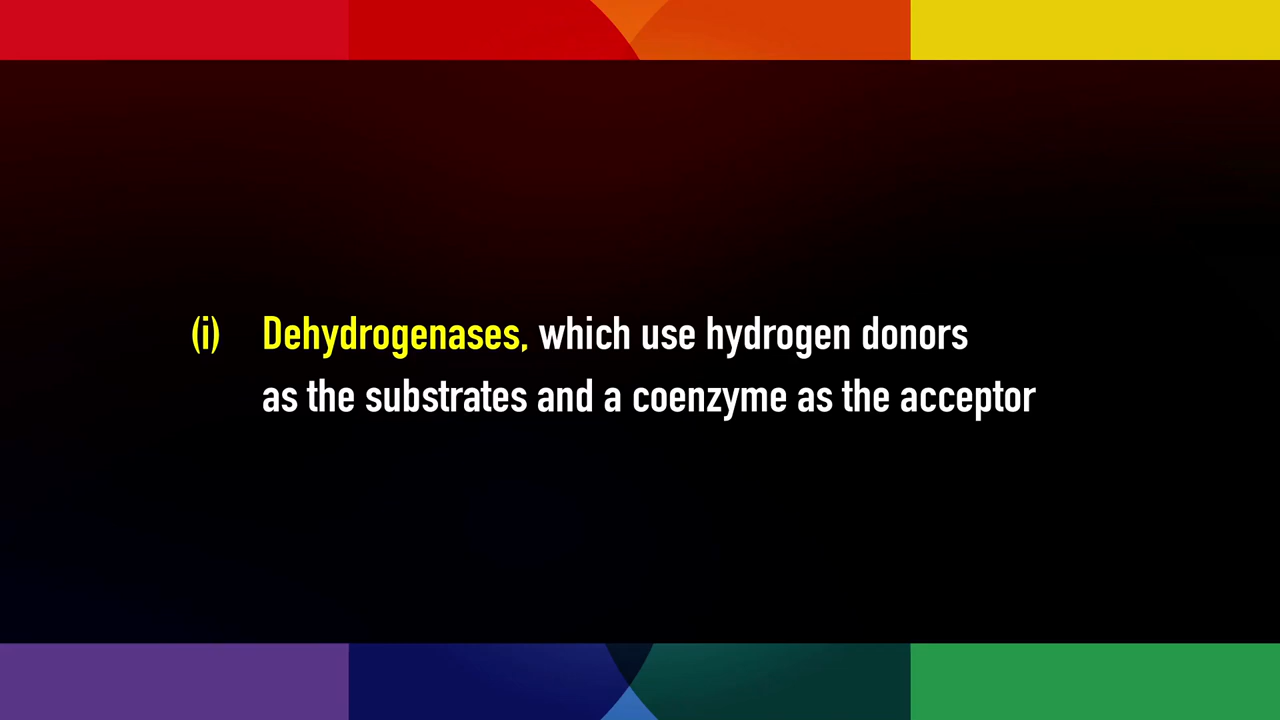 (i) Dehydrogenases, which use hydrogen donors
as the substrates and a coenzyme as the acceptor